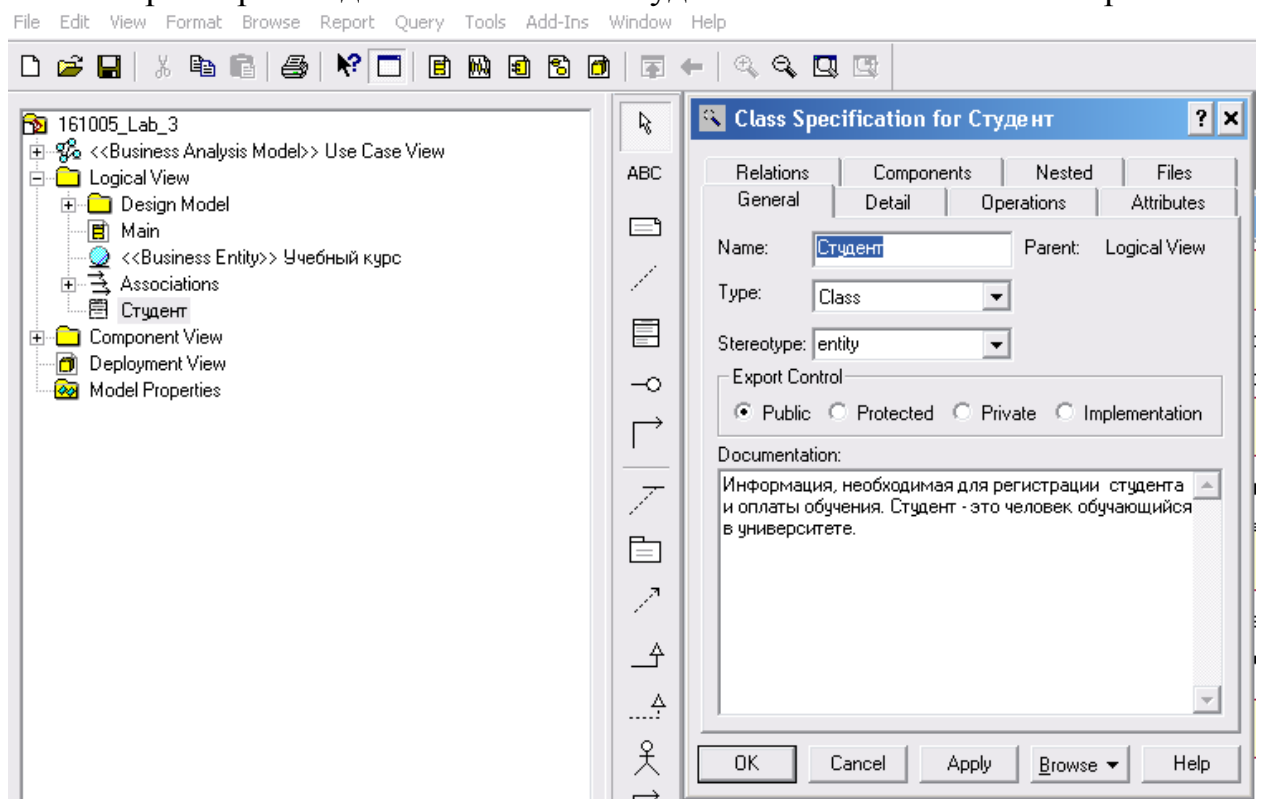 File Edit View Format Browse Report Query Tools Add-Ins Window Help
161005_Lab_3
<<Business Analysis Model>> Use Case View
Logical View
Design Model
Main
<<Business Entity>> Учебный курс
Associations
Студент
Component View
Deployment View
Model Properties
ABC
Class Specification for Студент
Relations Components Nested Files
General Detail Operations Attributes
Name: Студент Parent: Logical View
Type: Class
Stereotype: entity
Export Control
Public Protected Private Implementation
Documentation:
Информация, необходимая для регистрации студента
и оплаты обучения. Студент - это человек обучающийся
в университете.
OK Cancel Apply Browse Help